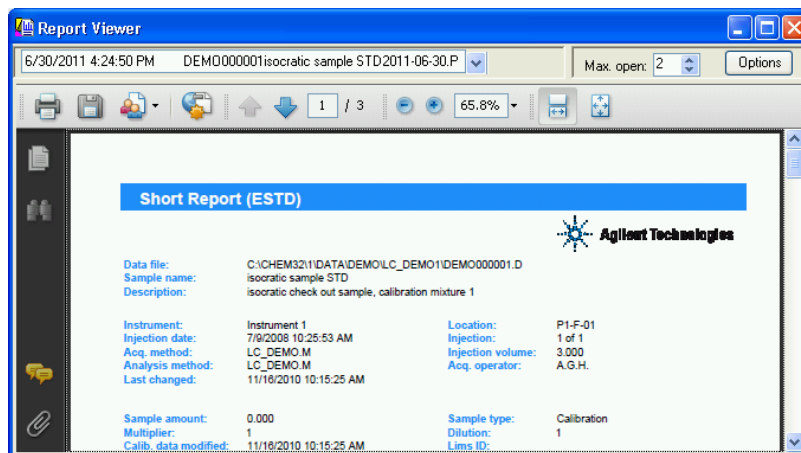 Report Viewer
6/30/2011 4:24:50 PM DEMO000001isocratic sample STD2011-06-30.P
Max. open: 2 Options
1 / 3 65.8%
Short Report (ESTD)
Agilent Technologies
Data file: C:\CHEM32\1\DATA\DEMO\LC_DEMO1\DEMO000001.D
Sample name: isocratic sample STD
Description: isocratic check out sample, calibration mixture 1
Instrument: Instrument 1 Location: P1-F-01
Injection date: 7/9/2008 10:25:53 AM Injection: 1 of 1
Acq. method: LC_DEMO.M Injection volume: 3.000
Analysis method: LC_DEMO.M Acq. operator: A.G.H.
Last changed: 11/16/2010 10:15:25 AM
Sample amount: 0.000 Sample type: Calibration
Multiplier: 1 Dilution: 1
Calib. data modified: 11/16/2010 10:15:25 AM Lims ID: